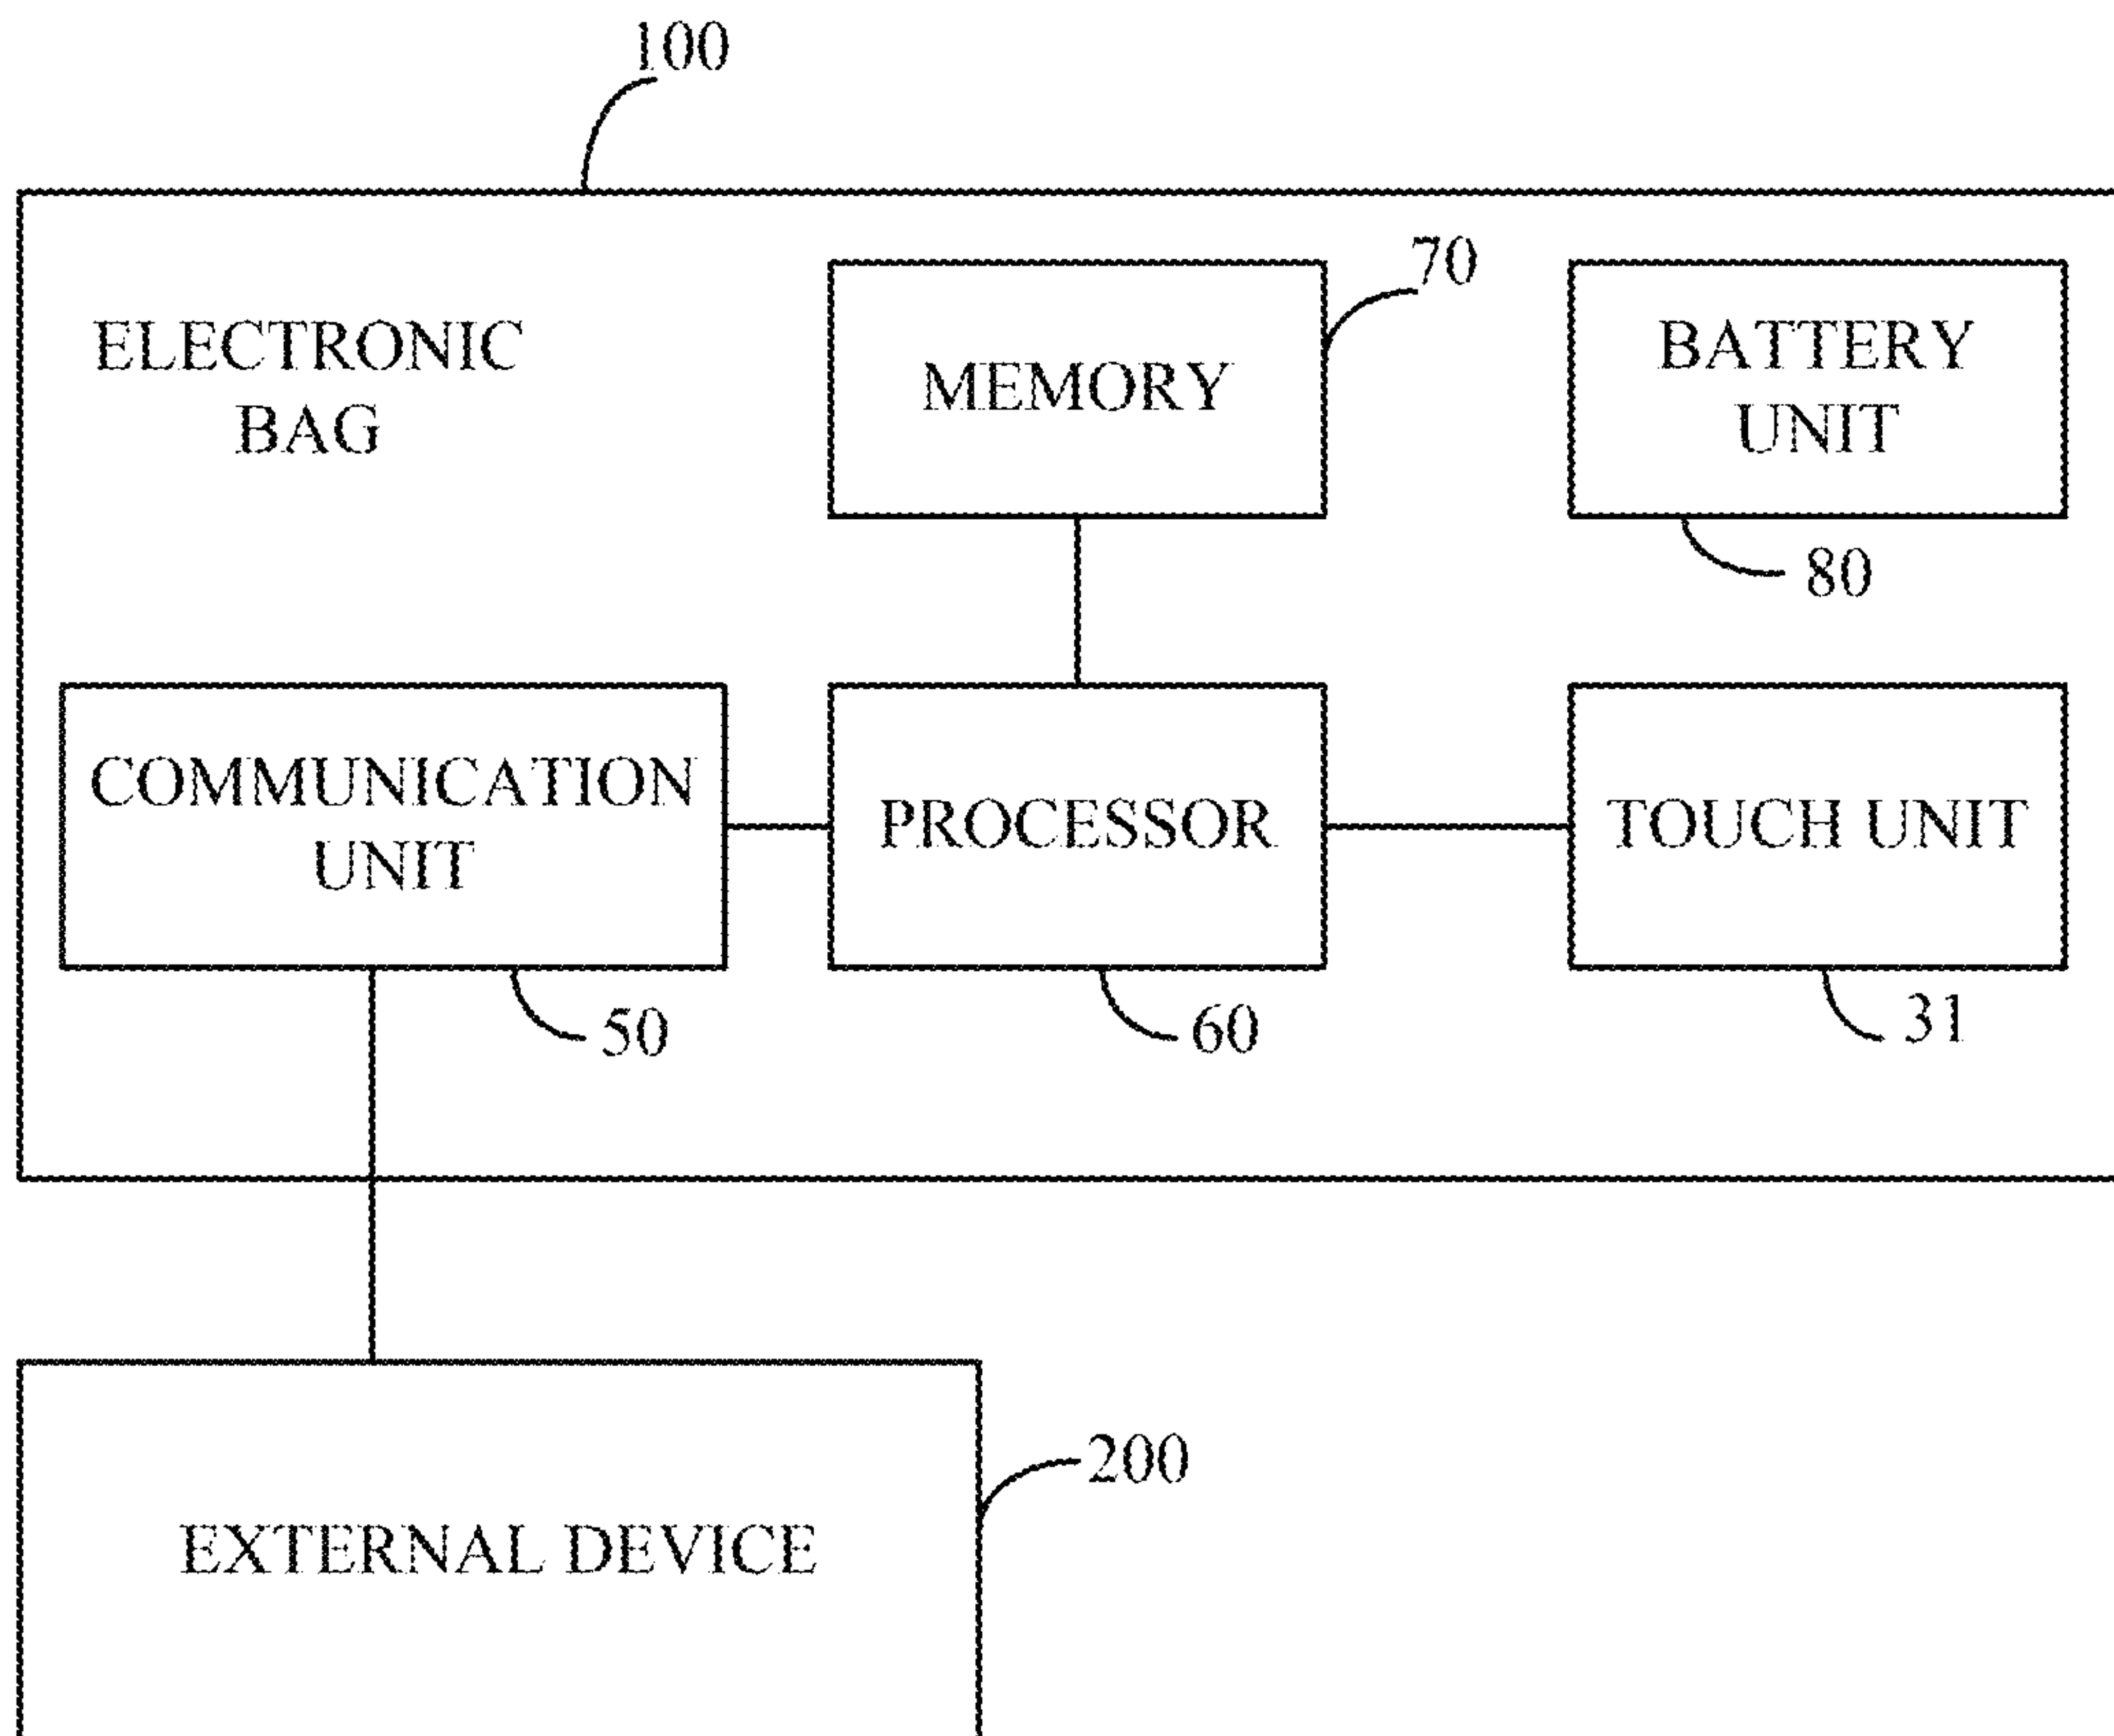 100
70
ELECTRONIC
BAG
MEMORY
BATTERY
UNIT
80
COMMUNICATION
UNIT
PROCESSOR
TOUCH UNIT
50
60
31
200
EXTERNAL DEVICE